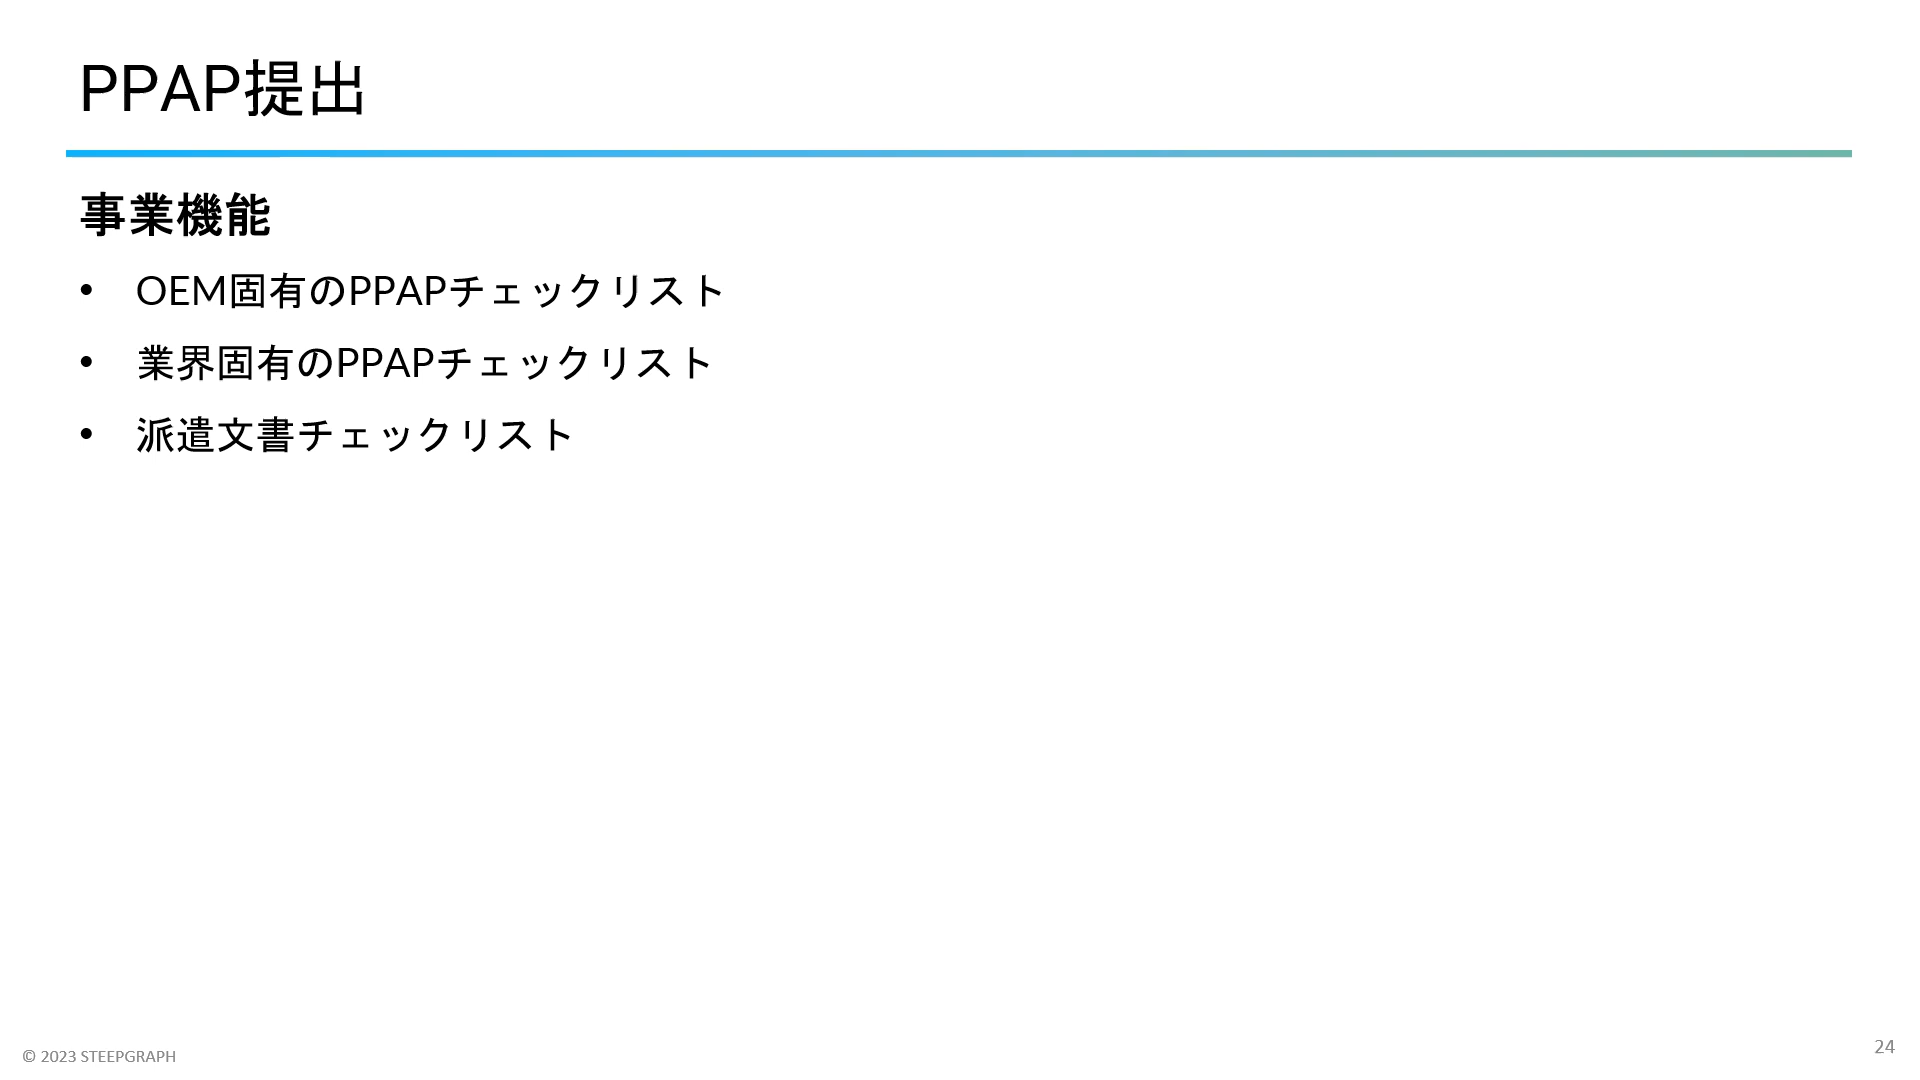 PPAP提出
事業機能
• OEM固有のPPAPチェックリスト
• 業界固有のPPAPチェックリスト
• 派遣文書チェックリスト
© 2023 STEEPGRAPH
24